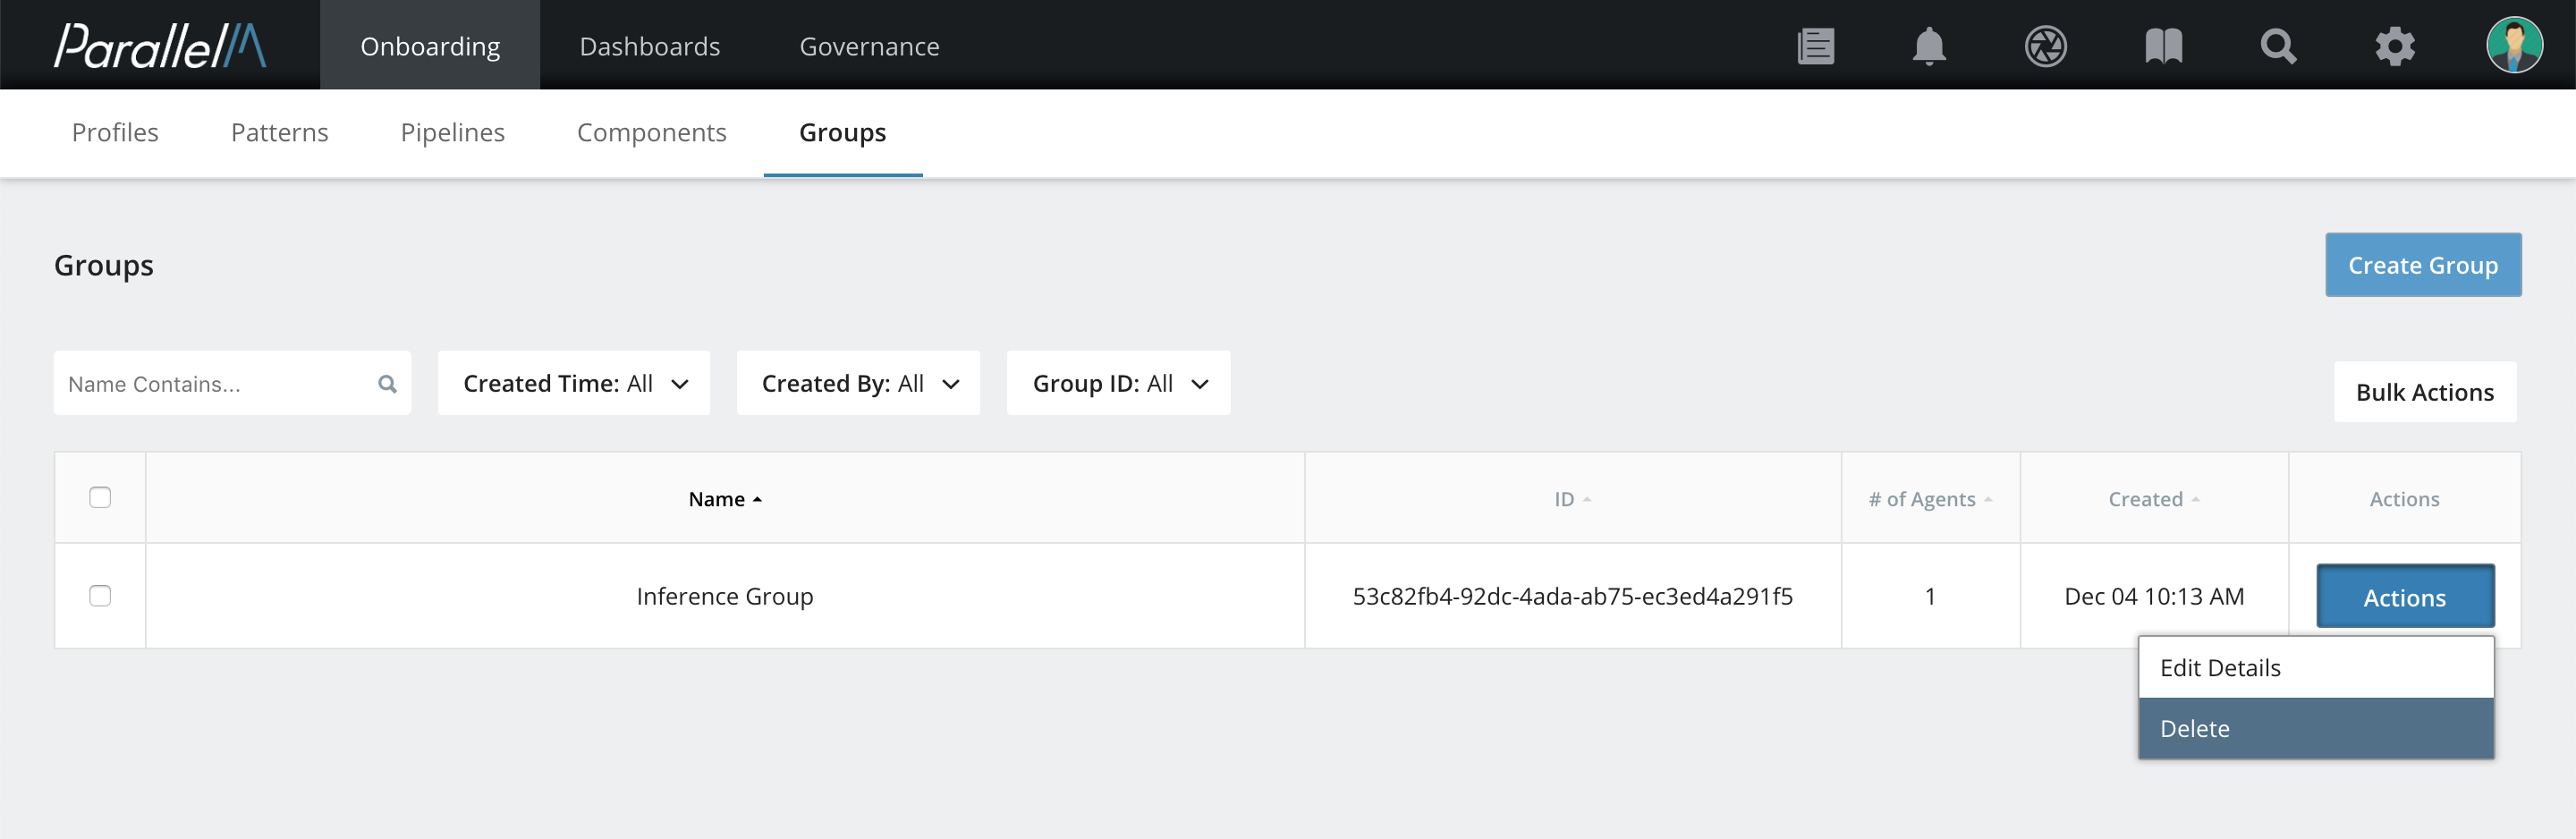 ParallelM
Onboarding Dashboards Governance
Profiles Patterns Pipelines Components Groups
Groups
Create Group
Name Contains... Created Time: All Created By: All Group ID: All
Bulk Actions
Name ID # of Agents Created Actions
Inference Group 53c82fb4-92dc-4ada-ab75-ec3ed4a291f5 1 Dec 04 10:13 AM Actions
Edit Details
Delete